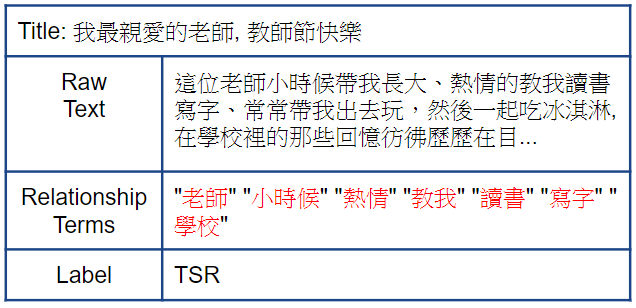 Title: 我最親愛的老師, 教師節快樂
Raw
Text
這位老師小時候帶我長大、熱情的教我讀書
寫字、常常帶我出去玩，然後一起吃冰淇淋,
在學校裡的那些回憶彷彿歷歷在目...
Relationship
Terms
"老師" "小時候" "熱情" "教我" "讀書" "寫字" "
學校"
Label
TSR